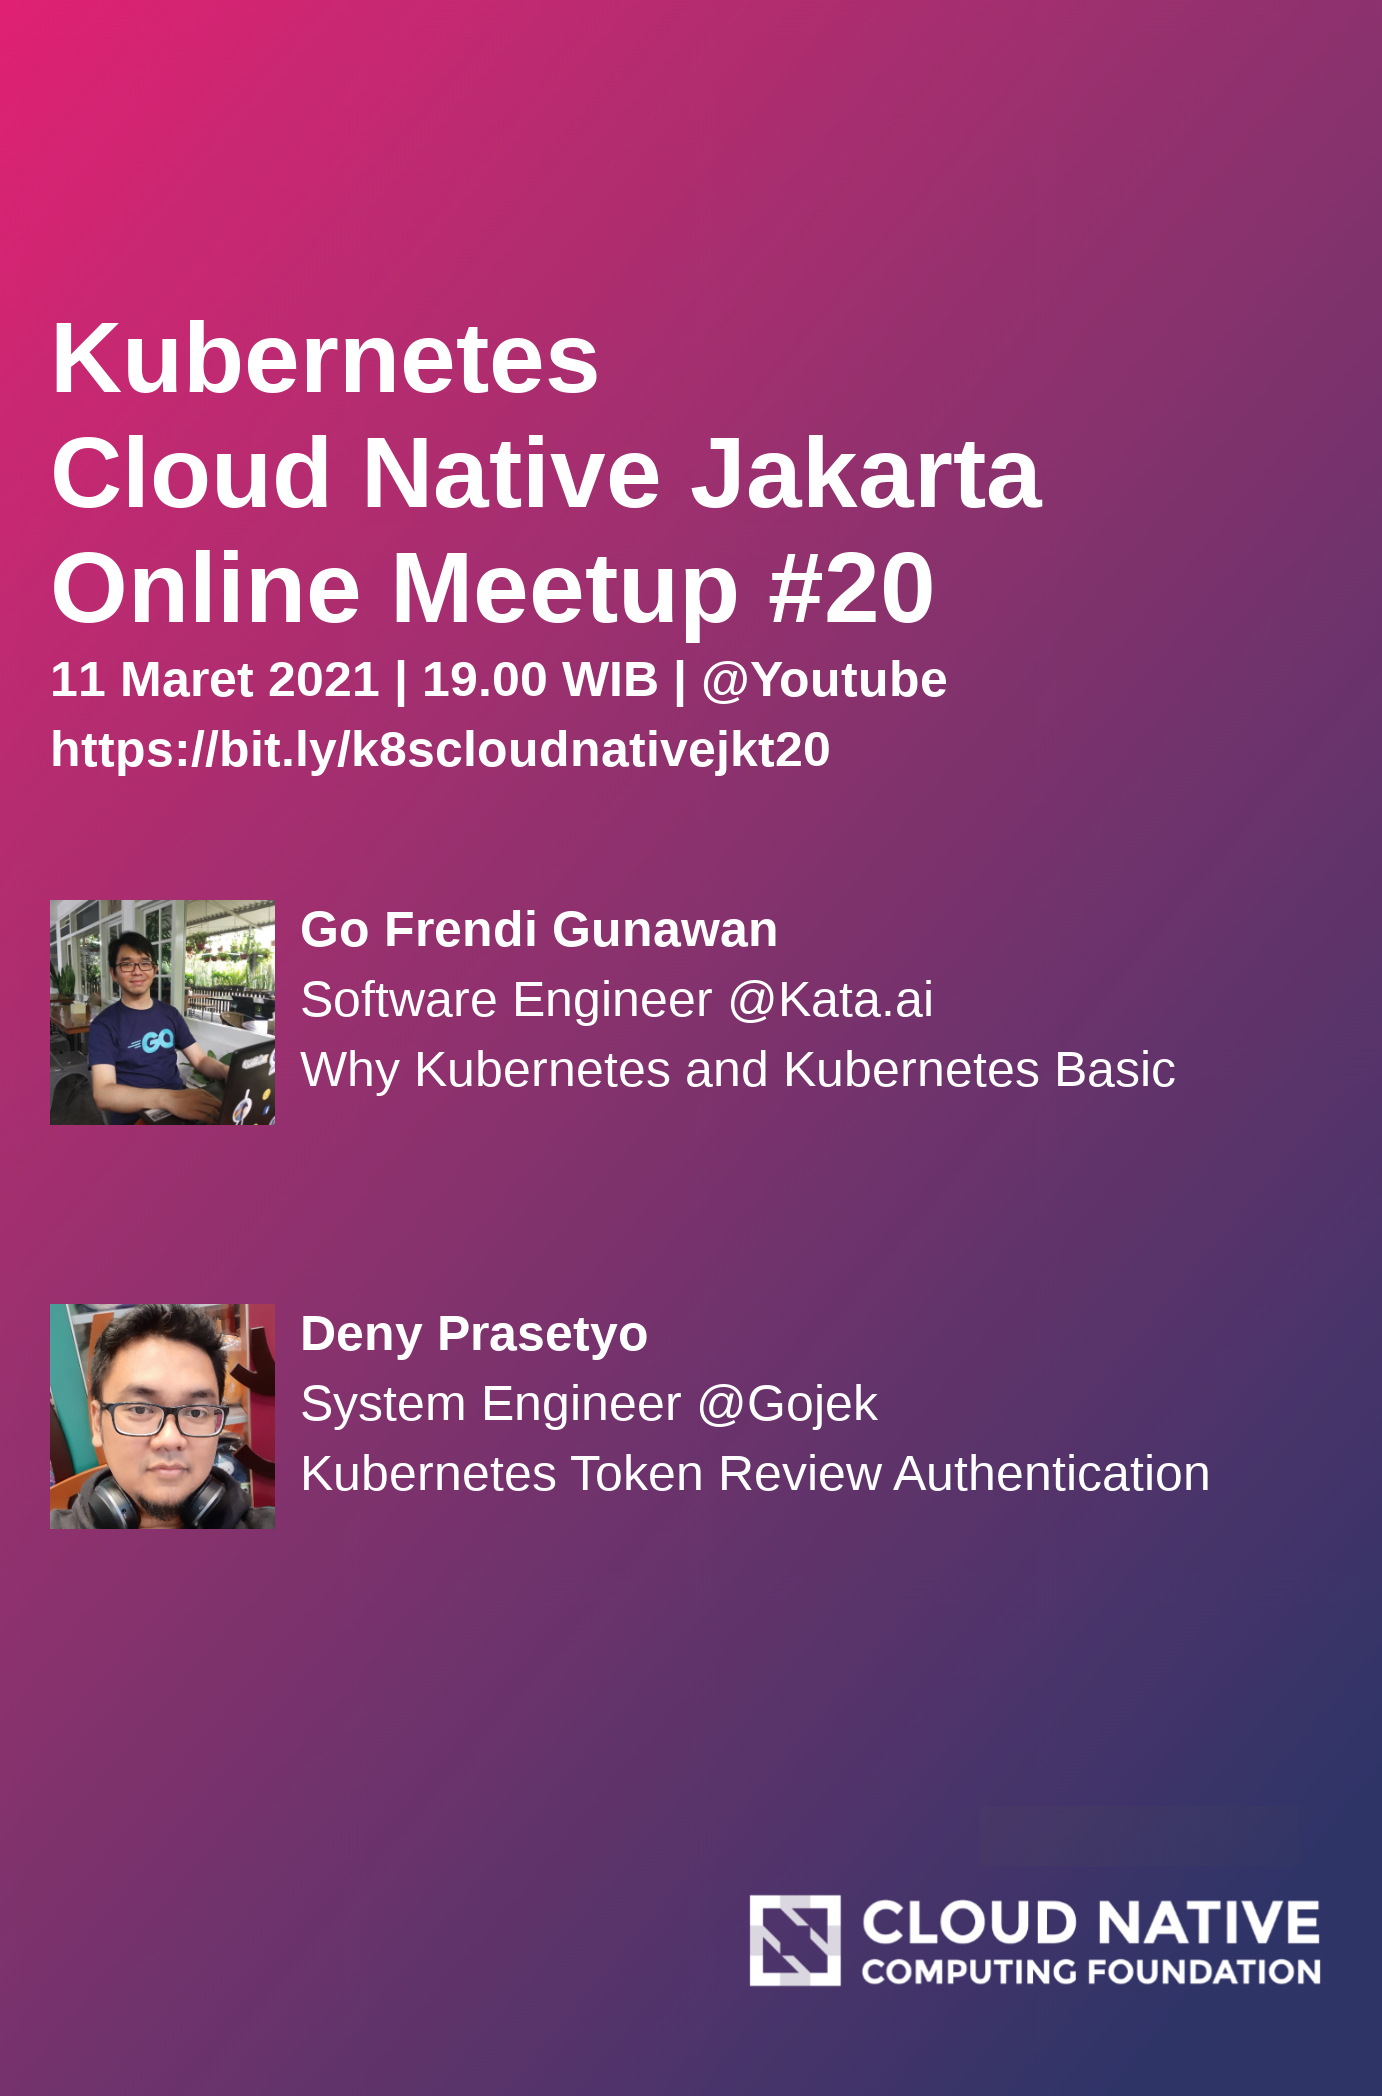 Kubernetes
Cloud Native Jakarta
Online Meetup #20
11 Maret 2021 | 19.00 WIB | @Youtube
https://bit.ly/k8scloudnativejkt20
Go Frendi Gunawan
Software Engineer @Kata.ai
Why Kubernetes and Kubernetes Basic
GO
Deny Prasetyo
System Engineer @Gojek
Kubernetes Token Review Authentication
CLOUD NATIVE
COMPUTING FOUNDATION